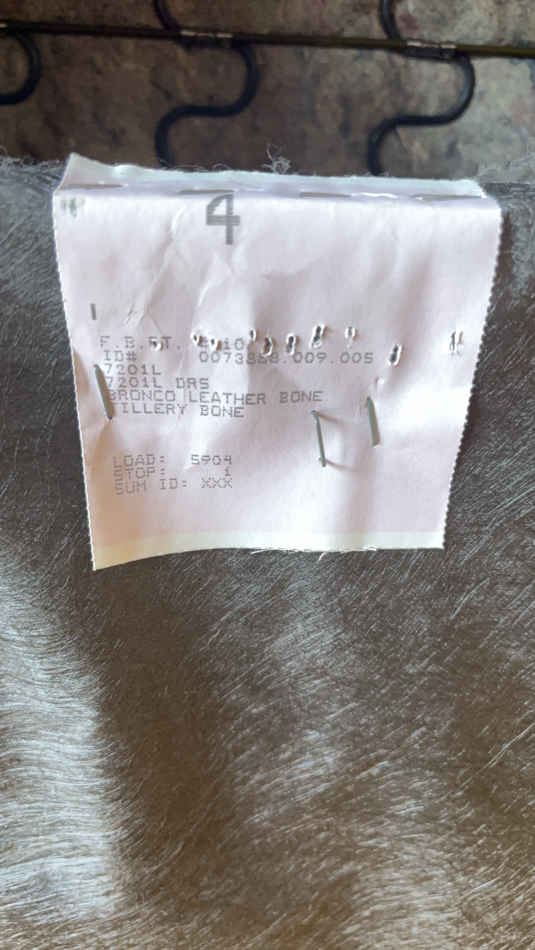 4
F.B.
ID# 0073868.009.005
7201L
7201L DRS
BRONCO LEATHER BONE
TILLERY BONE
LOAD: 5904
STOP: 1
SUM ID: XXX